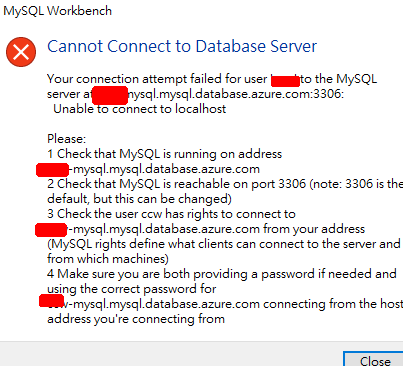 MySQL Workbench
Cannot Connect to Database Server
Your connection attempt failed for user to the MySQL
server at mysql.mysql.database.azure.com:3306:
Unable to connect to localhost
Please:
1 Check that MySQL is running on address
-mysql.mysql.database.azure.com
2 Check that MySQL is reachable on port 3306 (note: 3306 is the
default, but this can be changed)
3 Check the user ccw has rights to connect to
-mysql.mysql.database.azure.com from your address
(MySQL rights define what clients can connect to the server and
from which machines)
4 Make sure you are both providing a password if needed and
using the correct password for
-mysql.mysql.database.azure.com connecting from the host
address you're connecting from
Close